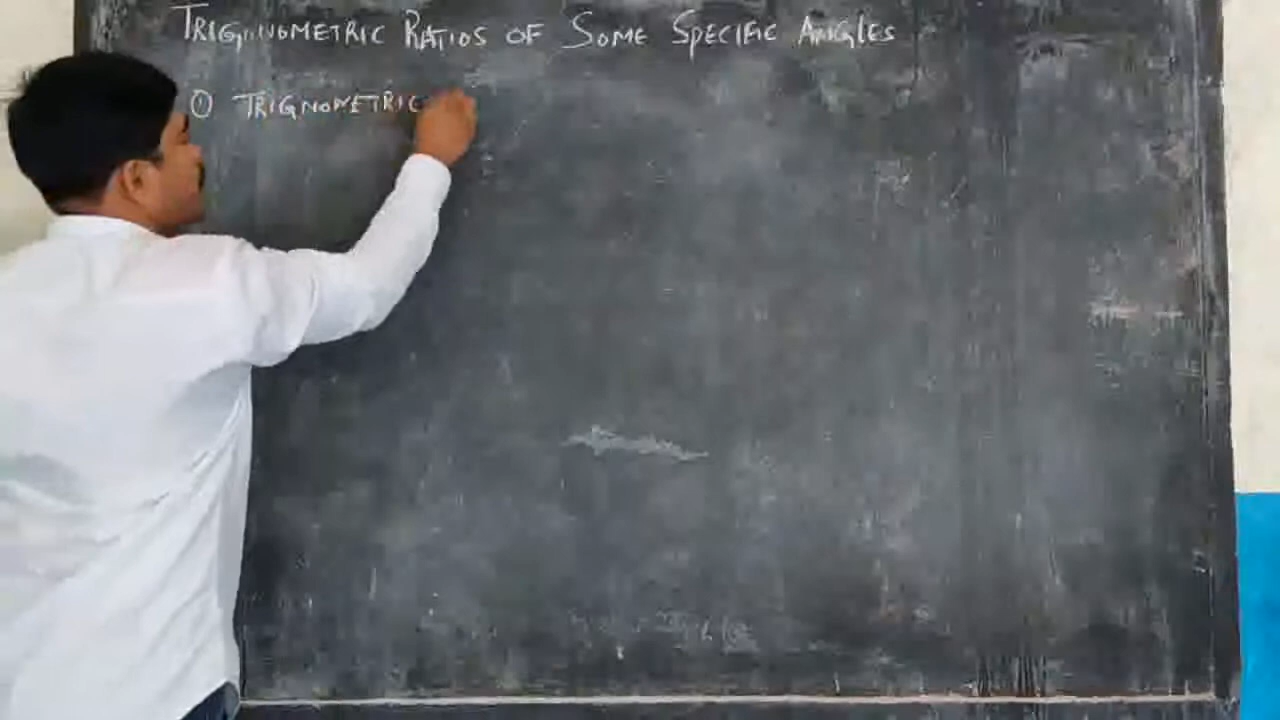 TRIGNOMETRIC RATIOS OF SOME SPECIFIC ANGLES
① TRIGNOMETRIC